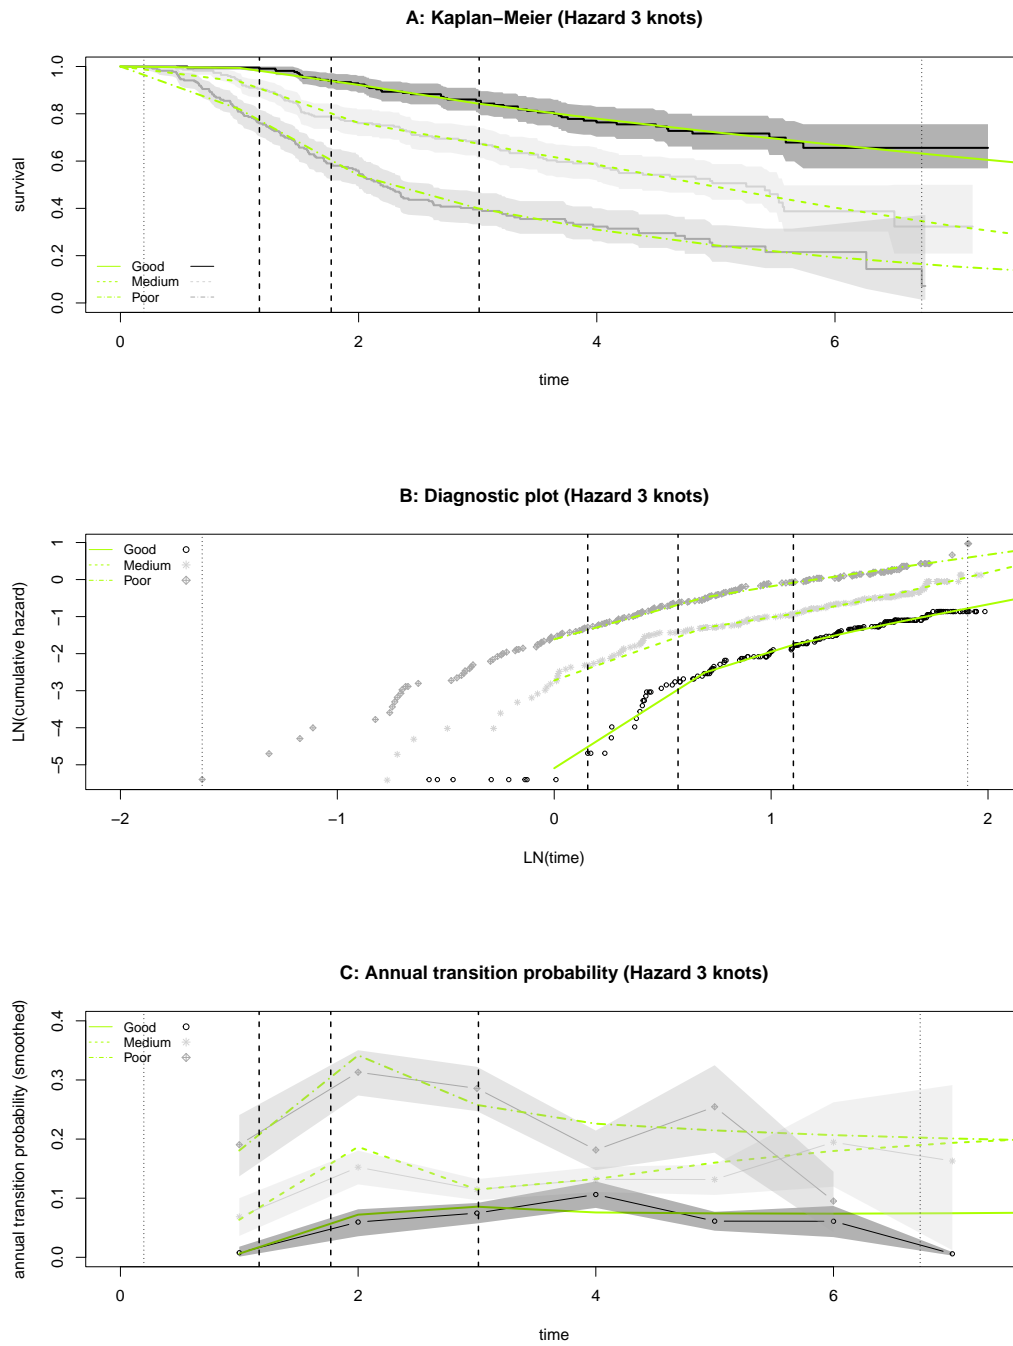 A: Kaplan−Meier (Hazard 3 knots)
survival
1.0
0.8
0.6
0.4
0.2
0.0
Good
Medium
Poor
0 2 4 6
time
B: Diagnostic plot (Hazard 3 knots)
LN(cumulative hazard)
1
0
−1
−2
−3
−4
−5
Good
Medium
Poor
−2 −1 0 1 2
LN(time)
C: Annual transition probability (Hazard 3 knots)
annual transition probability (smoothed)
0.4
0.3
0.2
0.1
0.0
Good
Medium
Poor
0 2 4 6
time